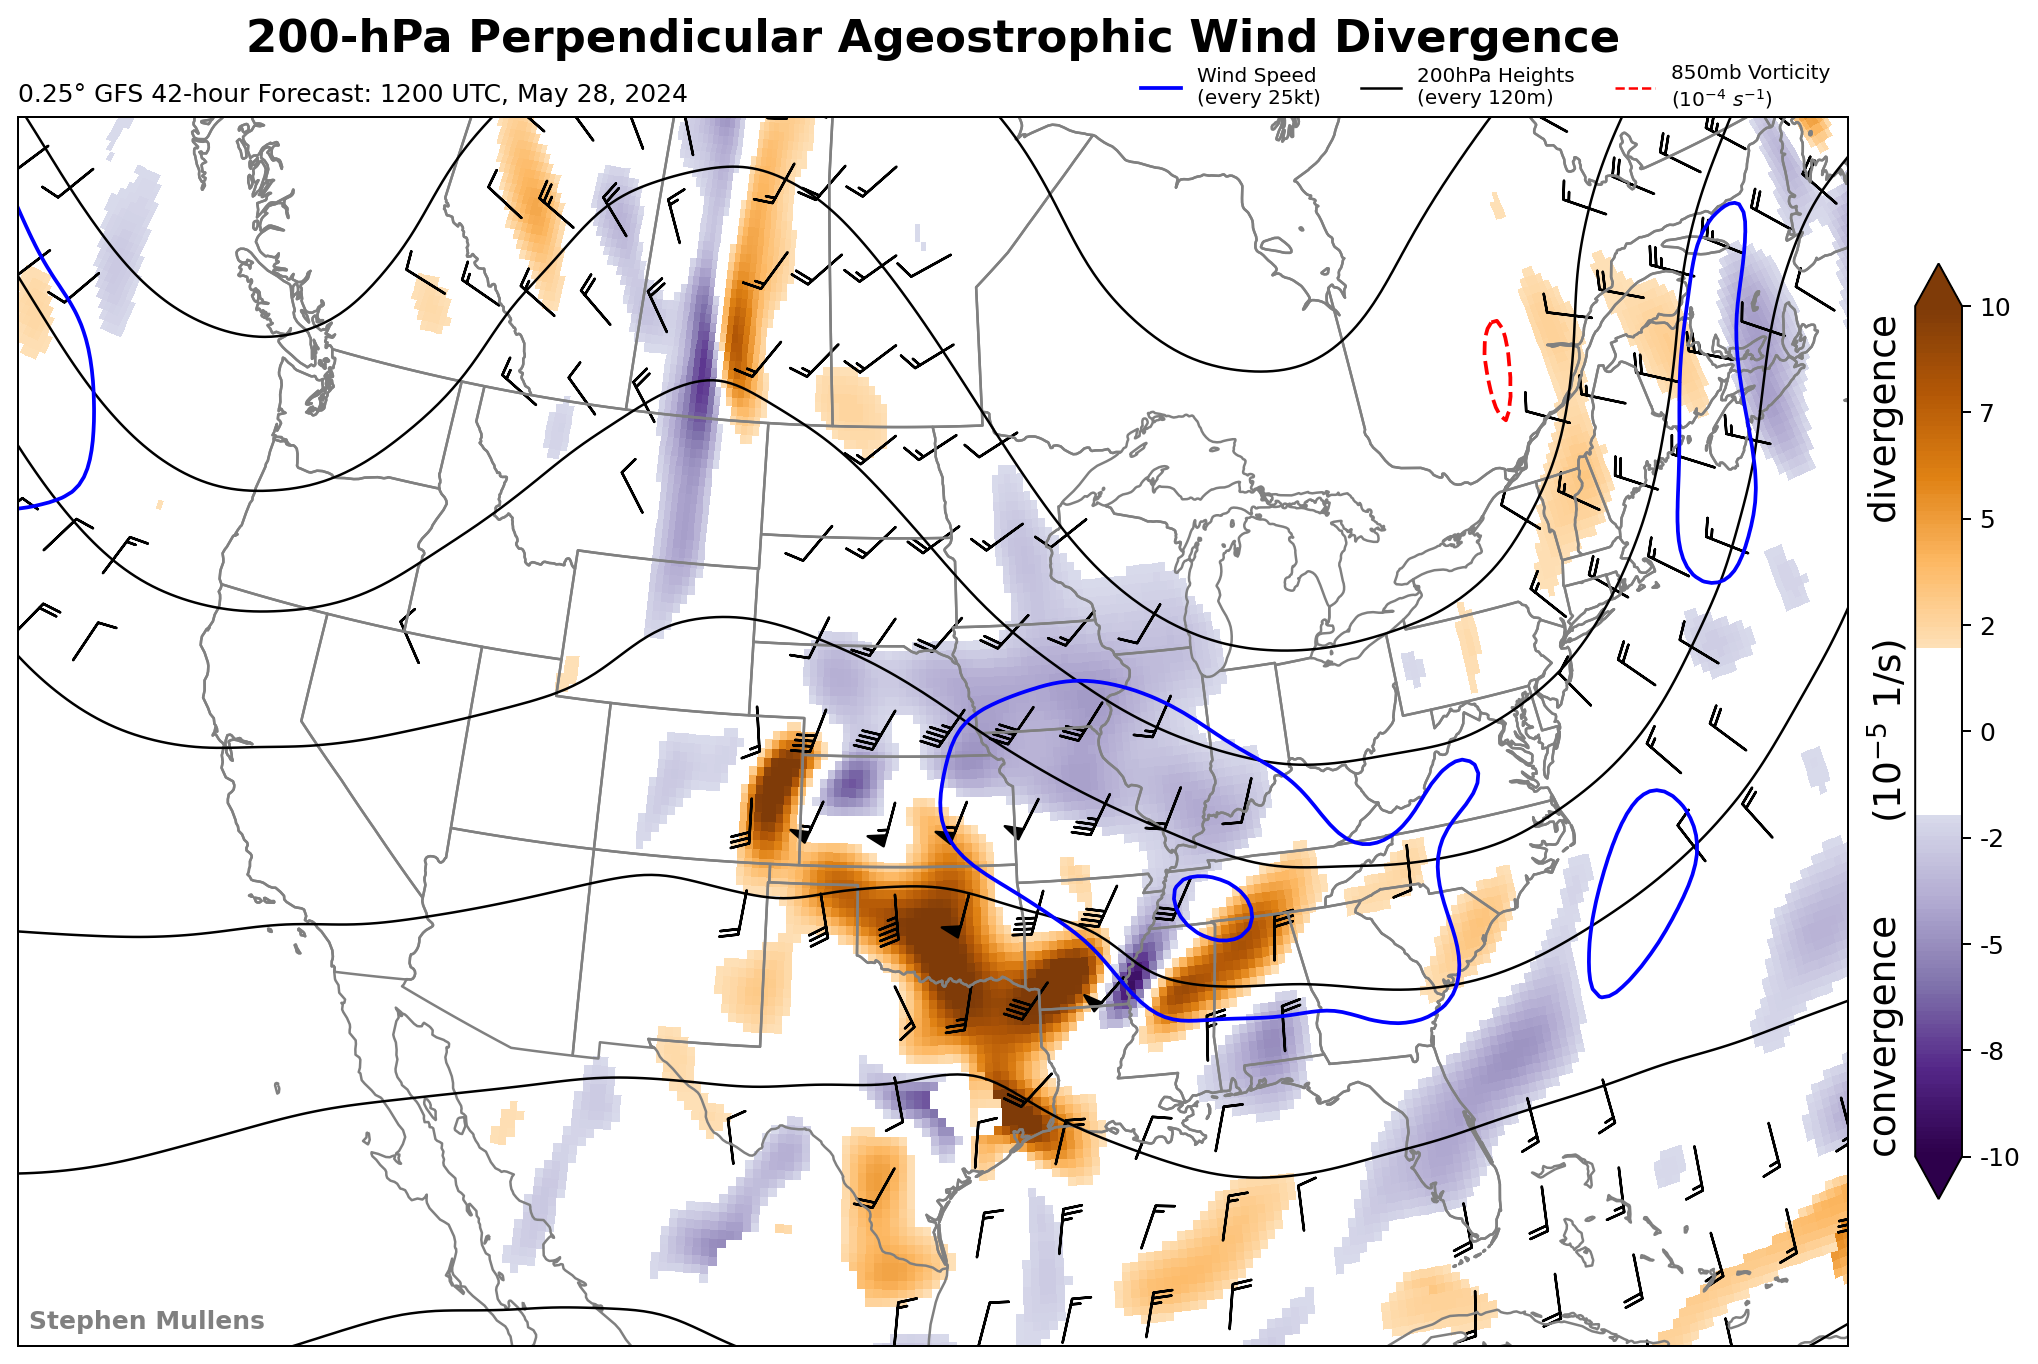 200-hPa Perpendicular Ageostrophic Wind Divergence
0.25° GFS 42-hour Forecast: 1200 UTC, May 28, 2024
Wind Speed
(every 25kt)
200hPa Heights
(every 120m)
850mb Vorticity
(10⁻⁴ s⁻¹)
10
7
5
2
0
-2
-5
-8
-10
convergence (10⁻⁵ 1/s) divergence
Stephen Mullens